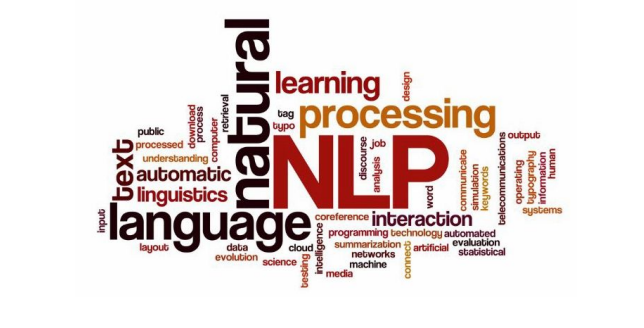 natural
learning
design
download
process
retrieval
tag
processing
public
computer
typo
text
processed
discourse
job
output
understanding
NLP
analysis
communicate
simulation
keywords
telecommunications
operating
typography
information
human
automatic
linguistics
word
systems
input
language
coreference
interaction
layout
data
cloud
intelligence
programming
technology
automated
evolution
summarization
connect
artificial
evaluation
science
testing
networks
statistical
machine
media